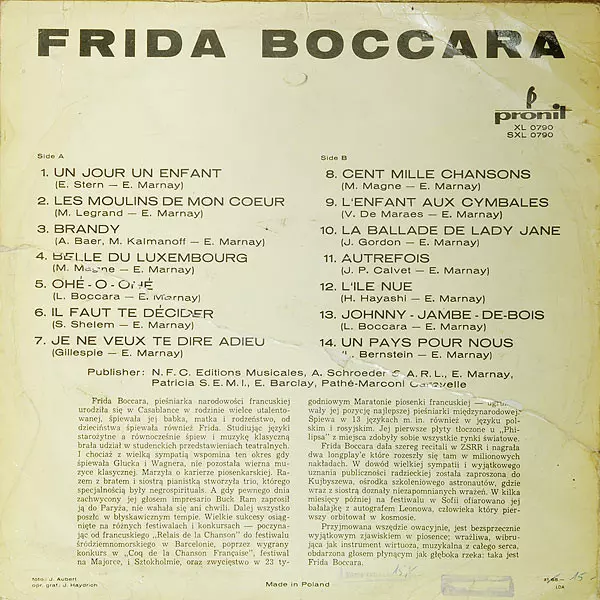 FRIDA BOCCARA
pronit
XL 0790
SXL 0790
Side A
1. UN JOUR UN ENFANT
(E. Stern – E. Marnay)
2. LES MOULINS DE MON COEUR
(M. Legrand – E. Marnay)
3. BRANDY
(A. Baer, M. Kalmanoff – E. Marnay)
4. BELLE DU LUXEMBOURG
(M. Magne – E. Marnay)
5. OHÉ-O-OHÉ
(L. Boccara – E. Marnay)
6. IL FAUT TE DÉCIDER
(S. Shelem – E. Marnay)
7. JE NE VEUX TE DIRE ADIEU
(Gillespie – E. Marnay)
Side B
8. CENT MILLE CHANSONS
(M. Magne – E. Marnay)
9. L'ENFANT AUX CYMBALES
(V. De Maraes – E. Marnay)
10. LA BALLADE DE LADY JANE
(J. Gordon – E. Marnay)
11. AUTREFOIS
(J. P. Calvet – E. Marnay)
12. L'ILE NUE
(H. Hayashi – E. Marnay)
13. JOHNNY - JAMBE-DE-BOIS
(L. Boccara – E. Marnay)
14. UN PAYS POUR NOUS
(L. Bernstein – E. Marnay)
Publisher: N.F.C. Editions Musicales, A. Schroeder S.A.R.L., E. Marnay,
Patricia S.E.M.I., E. Barclay, Pathé-Marconi Caravelle
Frida Boccara, pieśniarka narodowości francuskiej
urodziła się w Casablance w rodzinie wielce utalento-
wanej, śpiewała jej babka, matka i rodzeństwo, od
dzieciństwa śpiewała również Frida. Studiując języki
starożytne a równocześnie śpiew i muzykę klasyczną
brała udział w studenckich przedstawieniach teatralnych.
I chociaż z wielką sympatią wspomina ten okres gdy
śpiewała Glucka i Wagnera, nie pozostała wierna mu-
zyce klasycznej. Marzyła o karierze piosenkarki. Ra-
zem z bratem i siostrą pianistką stworzyła trio, którego
specjalnością były negrospirituals. A gdy pewnego dnia
zachwycony jej głosem impresario Buck Ram zaprosił
ją do Paryża, nie wahała się ani chwili. Dalej wszystko
poszło w błyskawicznym tempie. Wielkie sukcesy osiąg-
nięte na różnych festiwalach i konkursach — poczyna-
jąc od francuskiego „Relais de la Chanson" do festiwalu
śródziemnomorskiego w Barcelonie, poprzez wygrany
konkurs w „Coq de la Chanson Française", festiwal
na Majorce, i Sztokholmie, oraz zwycięstwo w 23 ty-
godniowym Maratonie piosenki francuskiej — ugrunto-
wały jej pozycję najlepszej pieśniarki międzynarodowej.
Śpiewa w 13 językach m. in. również w języku pol-
skim i rosyjskim. Jej pierwsze płyty tłoczone u „Phi-
lipsa" z miejsca zdobyły sobie wszystkie rynki światowe.
Frida Boccara dała szereg recitali w ZSRR i nagrała
dwa longplay'e które rozeszły się tam w milionowych
nakładach. W dowód wielkiej sympatii i wyjątkowego
uznania publiczności radzieckiej została zaproszona do
Kujbyszewa, ośrodka szkoleniowego astronautów, gdzie
wraz z siostrą doznały niezapomnianych wrażeń. W kilka
miesięcy później na festiwalu w Sofii ofiarowano jej
bałałajkę z autografem Leonowa, człowieka który pier-
wszy orbitował w kosmosie.
Przyjmowana wszędzie owacyjnie, jest bezsprzecznie
wyjątkowym zjawiskiem w piosence; wrażliwa, wibru-
jąca jak instrument wirtuoza, muzykalna z całego serca,
obdarzona głosem płynącym jak głęboka rzeka: taka jest
Frida Boccara.
foto: J. Aubert
opr. graf.: J. Heydrich
Made in Poland
LDA